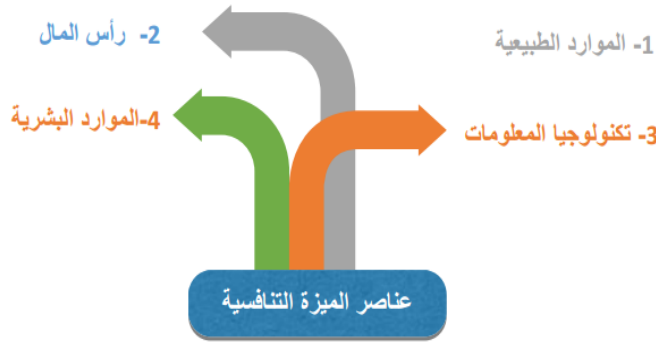 1- الموارد الطبيعية
2- رأس المال
3- تكنولوجيا المعلومات
4-الموارد البشرية
عناصر الميزة التنافسية